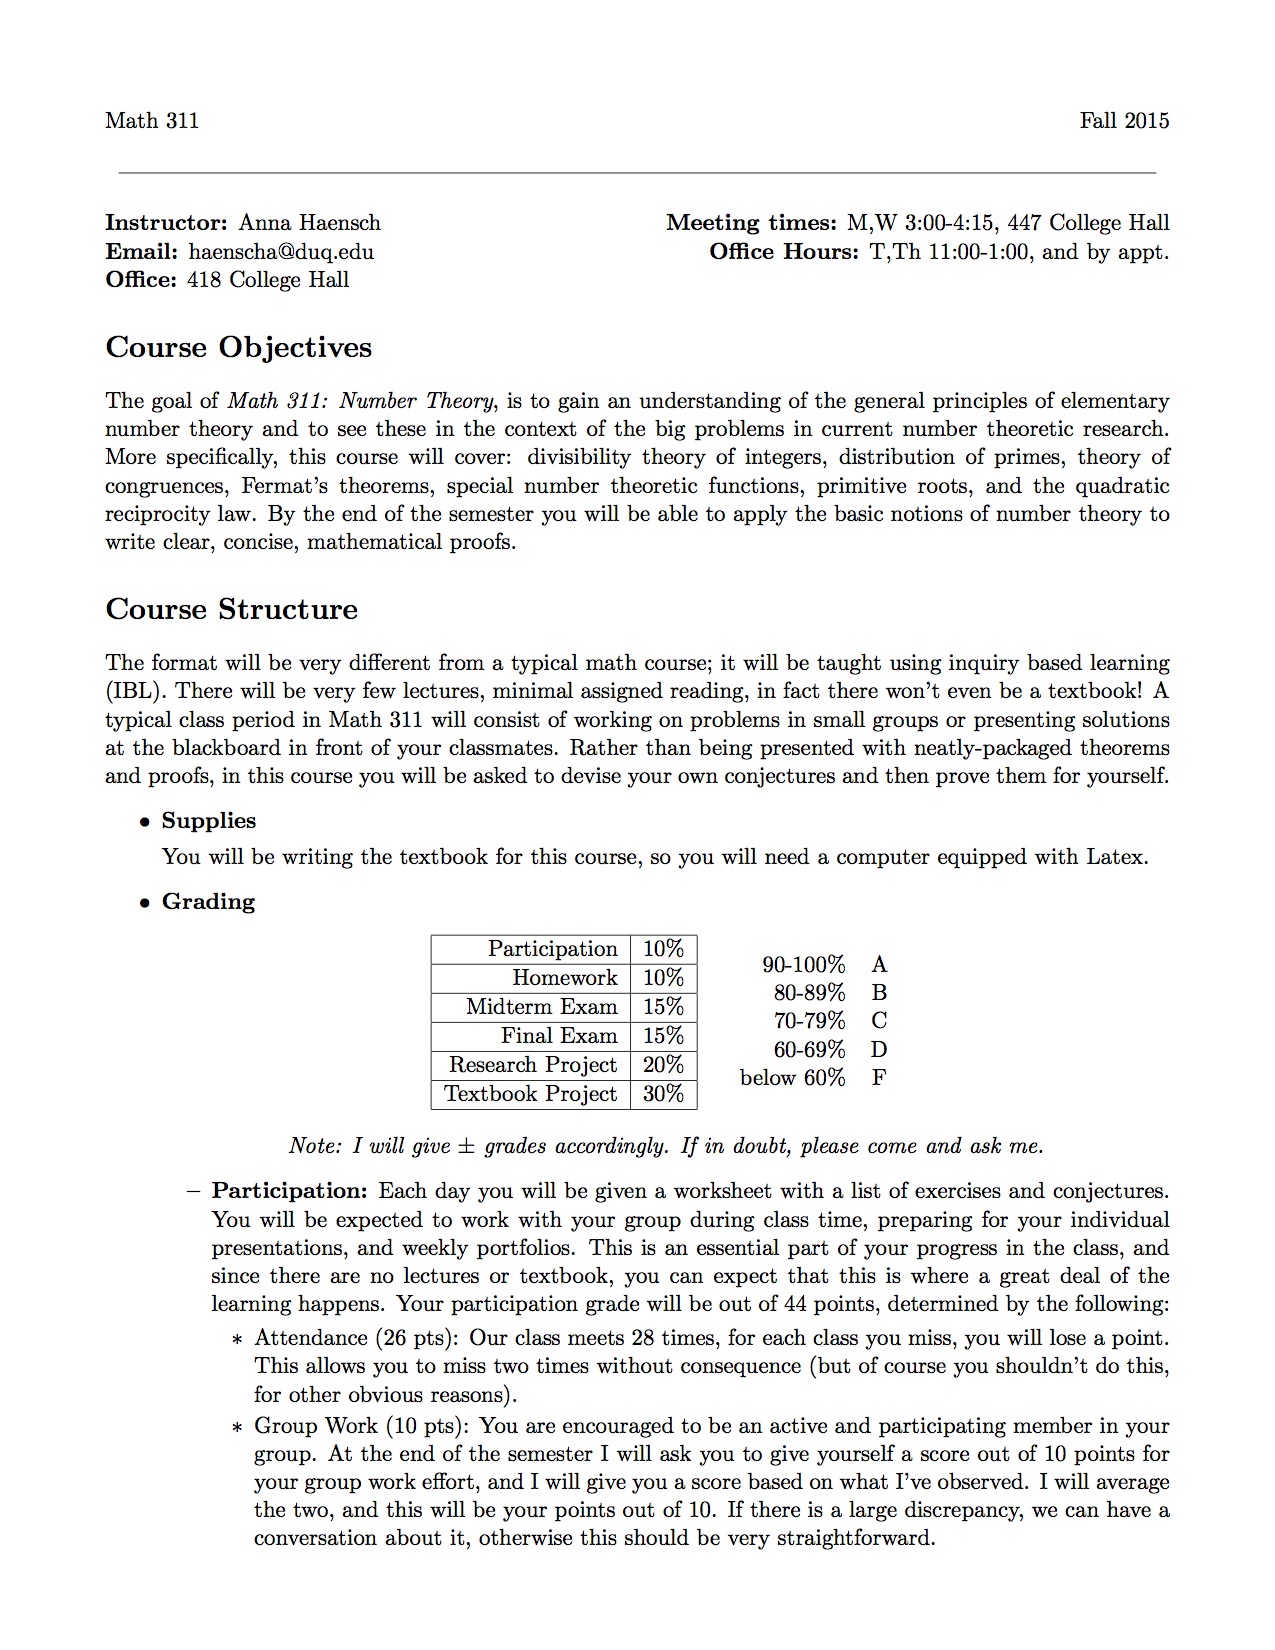 Math 311 Fall 2015
Instructor: Anna Haensch Meeting times: M,W 3:00-4:15, 447 College Hall
Email: haenscha@duq.edu Office Hours: T,Th 11:00-1:00, and by appt.
Office: 418 College Hall
Course Objectives
The goal of Math 311: Number Theory, is to gain an understanding of the general principles of elementary
number theory and to see these in the context of the big problems in current number theoretic research.
More specifically, this course will cover: divisibility theory of integers, distribution of primes, theory of
congruences, Fermat's theorems, special number theoretic functions, primitive roots, and the quadratic
reciprocity law. By the end of the semester you will be able to apply the basic notions of number theory to
write clear, concise, mathematical proofs.
Course Structure
The format will be very different from a typical math course; it will be taught using inquiry based learning
(IBL). There will be very few lectures, minimal assigned reading, in fact there won't even be a textbook! A
typical class period in Math 311 will consist of working on problems in small groups or presenting solutions
at the blackboard in front of your classmates. Rather than being presented with neatly-packaged theorems
and proofs, in this course you will be asked to devise your own conjectures and then prove them for yourself.
• Supplies
You will be writing the textbook for this course, so you will need a computer equipped with Latex.
• Grading
Participation 10%
Homework 10%
Midterm Exam 15%
Final Exam 15%
Research Project 20%
Textbook Project 30%
90-100% A
80-89% B
70-79% C
60-69% D
below 60% F
Note: I will give ± grades accordingly. If in doubt, please come and ask me.
– Participation: Each day you will be given a worksheet with a list of exercises and conjectures.
You will be expected to work with your group during class time, preparing for your individual
presentations, and weekly portfolios. This is an essential part of your progress in the class, and
since there are no lectures or textbook, you can expect that this is where a great deal of the
learning happens. Your participation grade will be out of 44 points, determined by the following:
∗ Attendance (26 pts): Our class meets 28 times, for each class you miss, you will lose a point.
This allows you to miss two times without consequence (but of course you shouldn't do this,
for other obvious reasons).
∗ Group Work (10 pts): You are encouraged to be an active and participating member in your
group. At the end of the semester I will ask you to give yourself a score out of 10 points for
your group work effort, and I will give you a score based on what I've observed. I will average
the two, and this will be your points out of 10. If there is a large discrepancy, we can have a
conversation about it, otherwise this should be very straightforward.